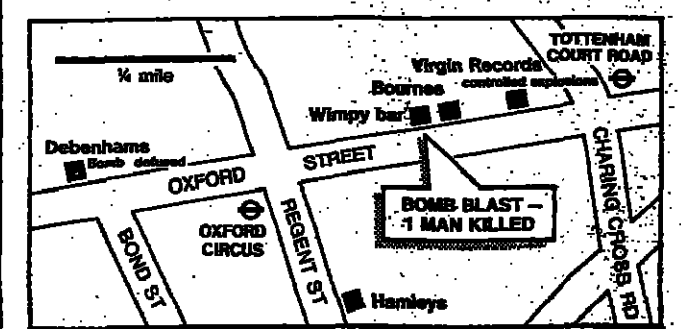 TOTTENHAM
COURT ROAD
¼ mile
Virgin Records
controlled explosions
Bournes
Wimpy bar
Debenhams
Bomb defused
OXFORD STREET
CHARING CROSS RD
BOMB BLAST –
1 MAN KILLED
OXFORD
CIRCUS
REGENT ST
BOND ST
Hamleys